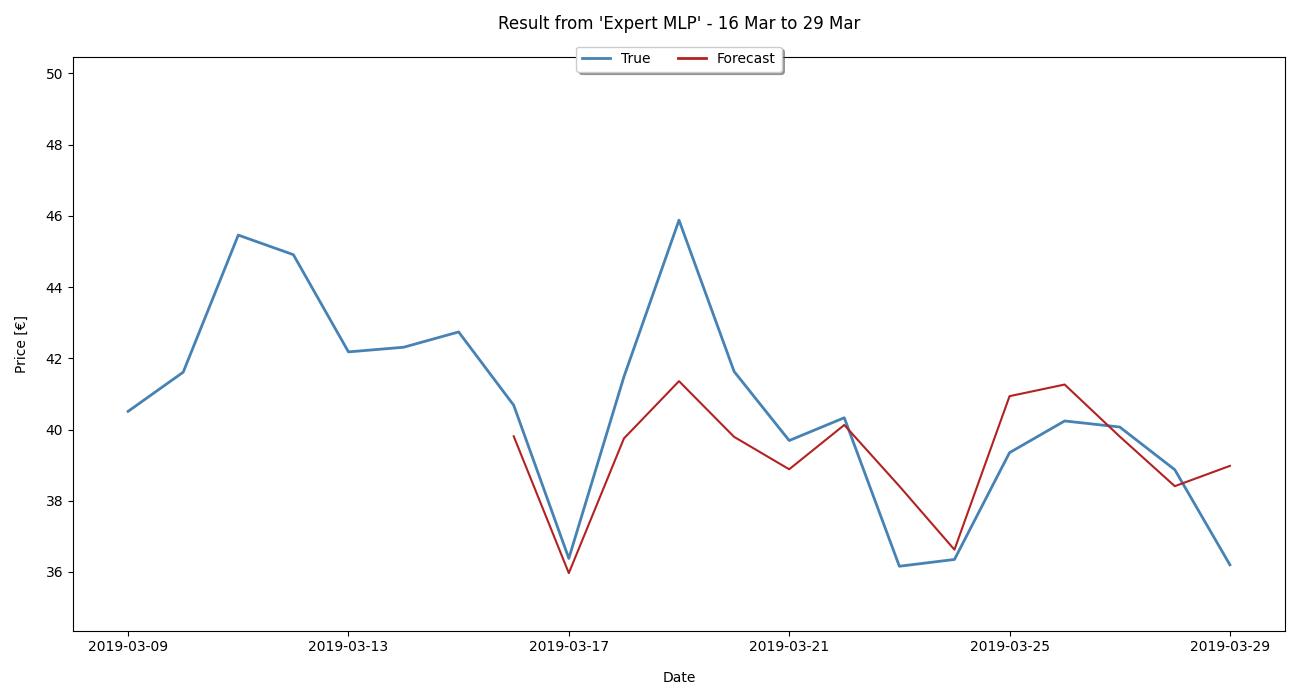 Result from 'Expert MLP' - 16 Mar to 29 Mar
True Forecast
50
48
46
44
42
40
38
36
Price [€]
2019-03-09 2019-03-13 2019-03-17 2019-03-21 2019-03-25 2019-03-29
Date